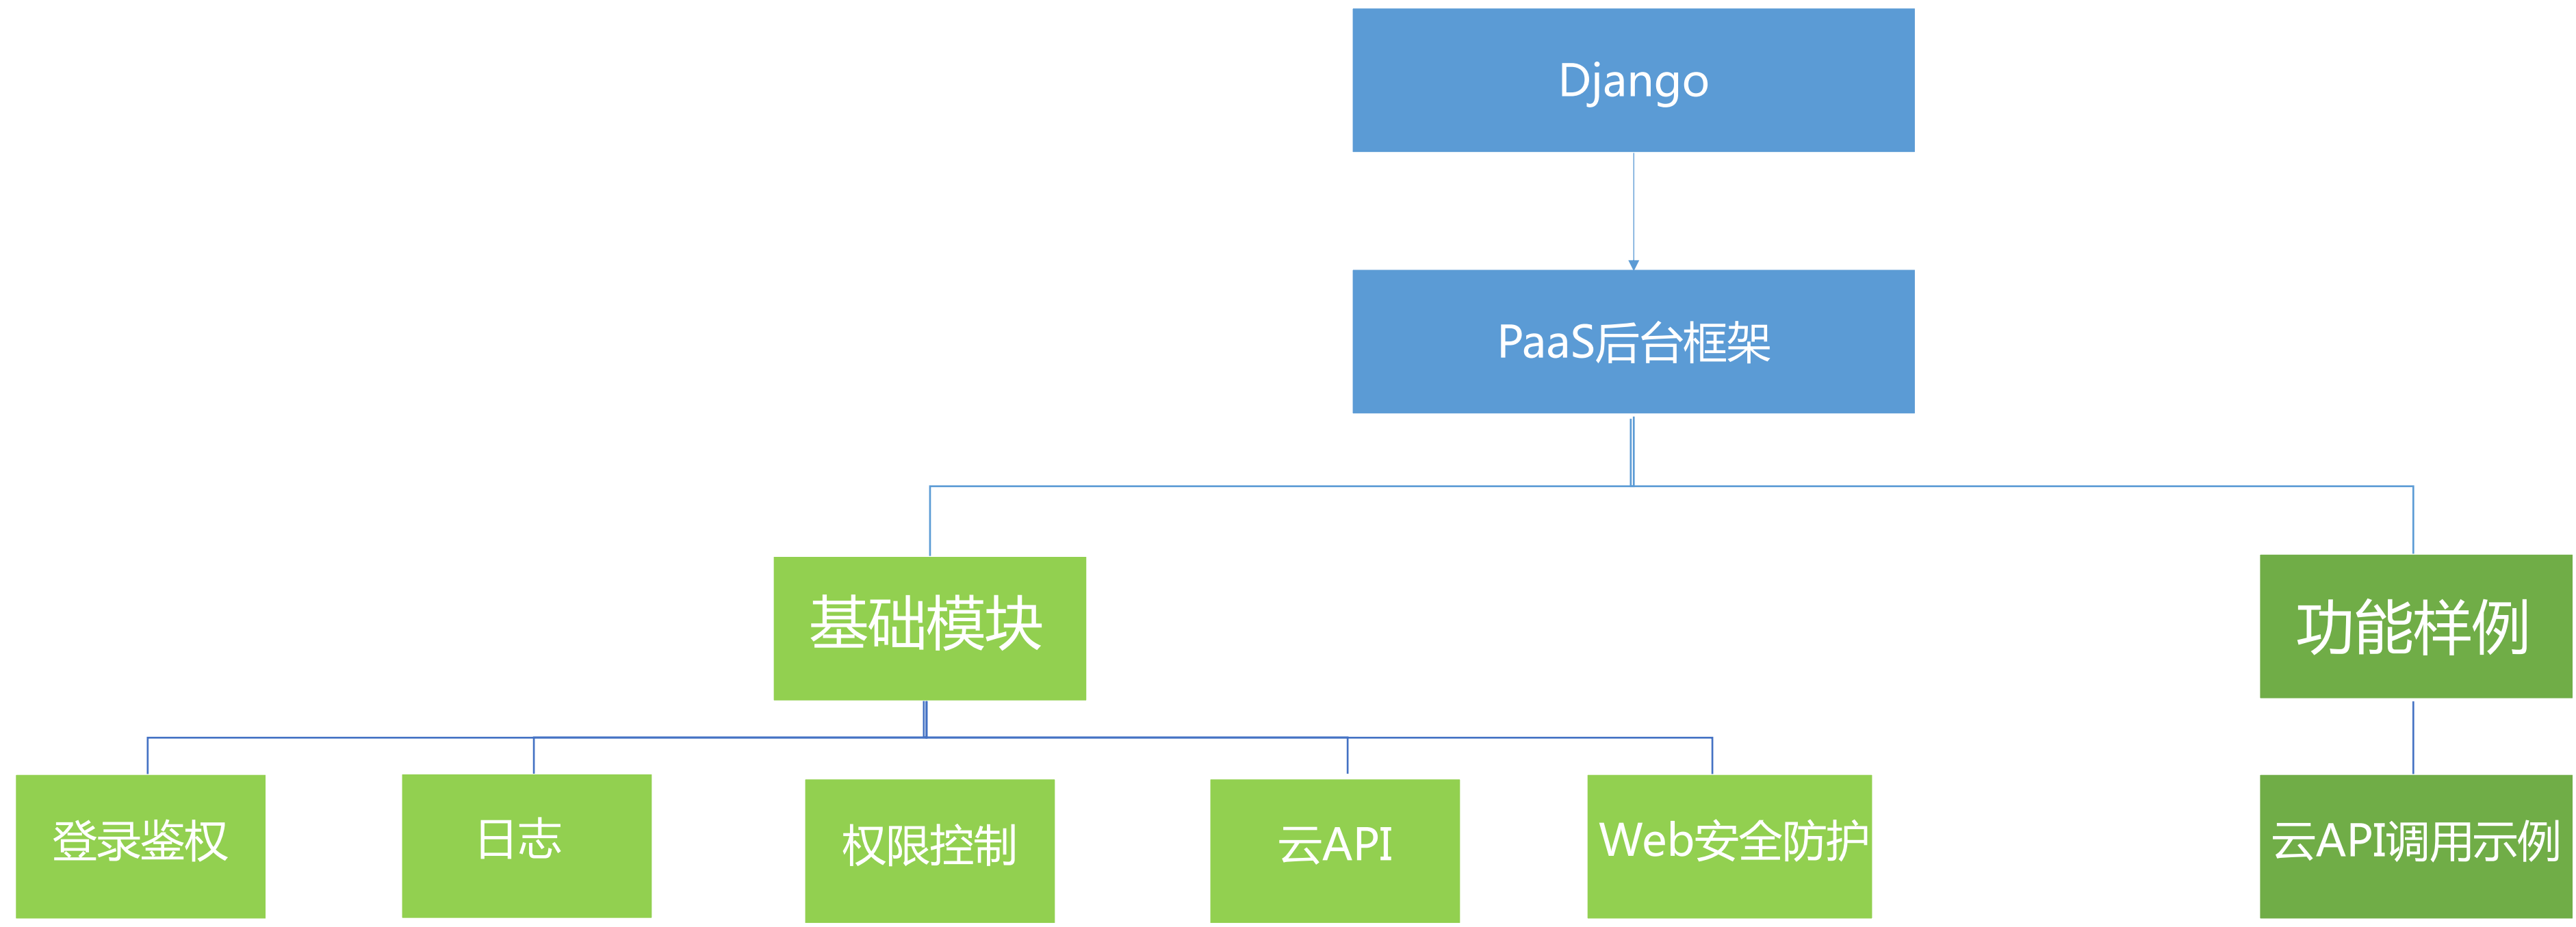 Django
PaaS后台框架
基础模块
功能样例
登录鉴权
日志
权限控制
云API
Web安全防护
云API调用示例